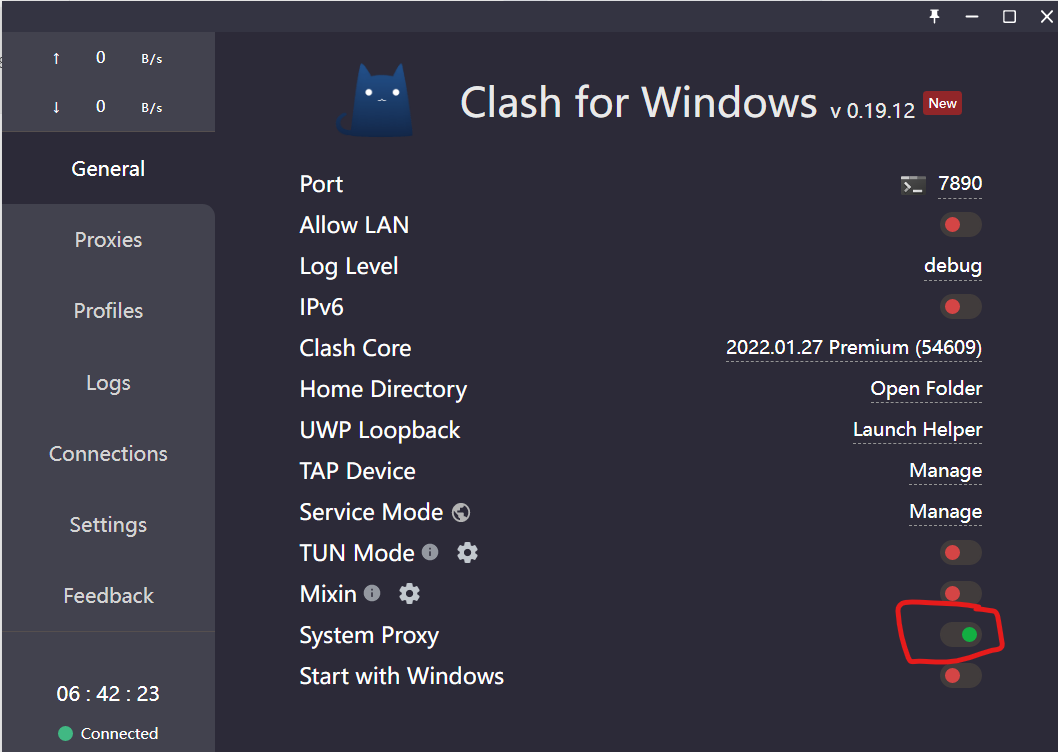 ↑ 0 B/s
↓ 0 B/s
General
Proxies
Profiles
Logs
Connections
Settings
Feedback
06 : 42 : 23
Connected
Clash for Windows v 0.19.12 New
Port 7890
Allow LAN
Log Level debug
IPv6
Clash Core 2022.01.27 Premium (54609)
Home Directory Open Folder
UWP Loopback Launch Helper
TAP Device Manage
Service Mode Manage
TUN Mode
Mixin
System Proxy
Start with Windows